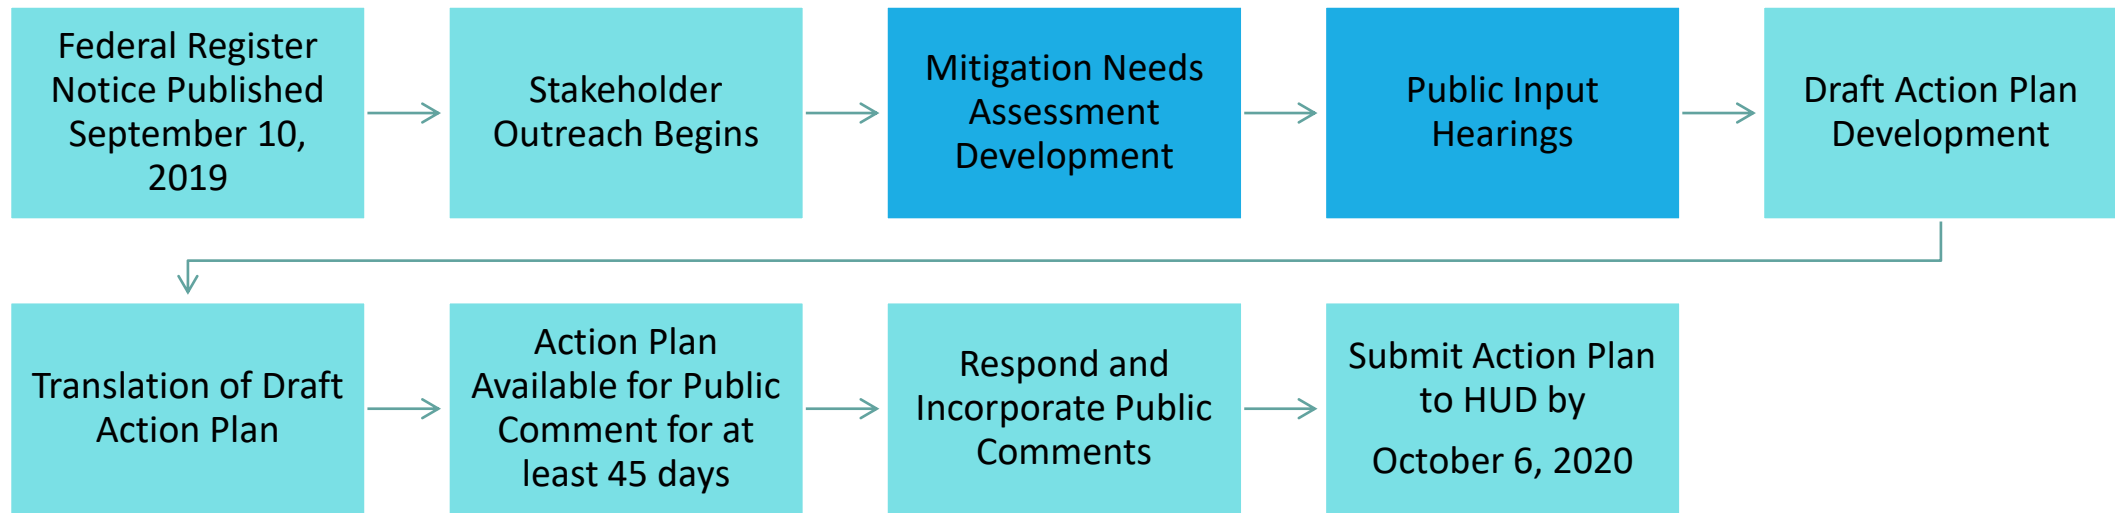 Federal Register
Notice Published
September 10,
2019
Stakeholder
Outreach Begins
Mitigation Needs
Assessment
Development
Public Input
Hearings
Draft Action Plan
Development
Translation of Draft
Action Plan
Action Plan
Available for Public
Comment for at
least 45 days
Respond and
Incorporate Public
Comments
Submit Action Plan
to HUD by
October 6, 2020